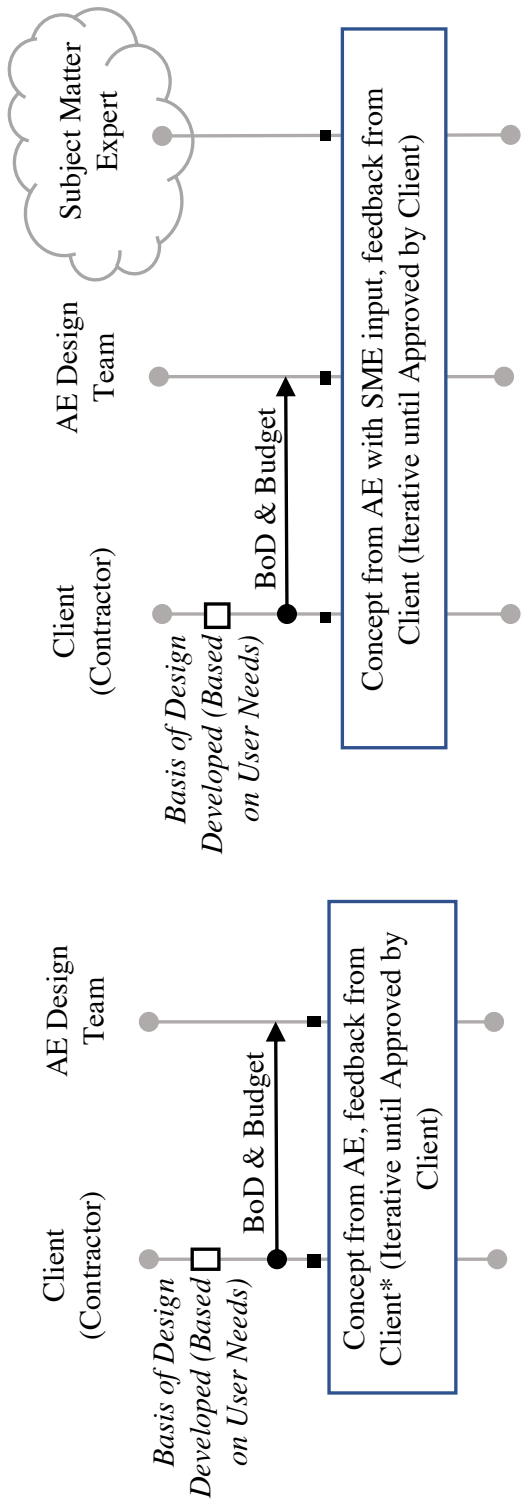 Client
(Contractor)
AE Design
Team
Basis of Design
Developed (Based
on User Needs)
BoD & Budget
Concept from AE, feedback from
Client* (Iterative until Approved by
Client)
Client
(Contractor)
AE Design
Team
Subject Matter
Expert
Basis of Design
Developed (Based
on User Needs)
BoD & Budget
Concept from AE with SME input, feedback from
Client (Iterative until Approved by Client)